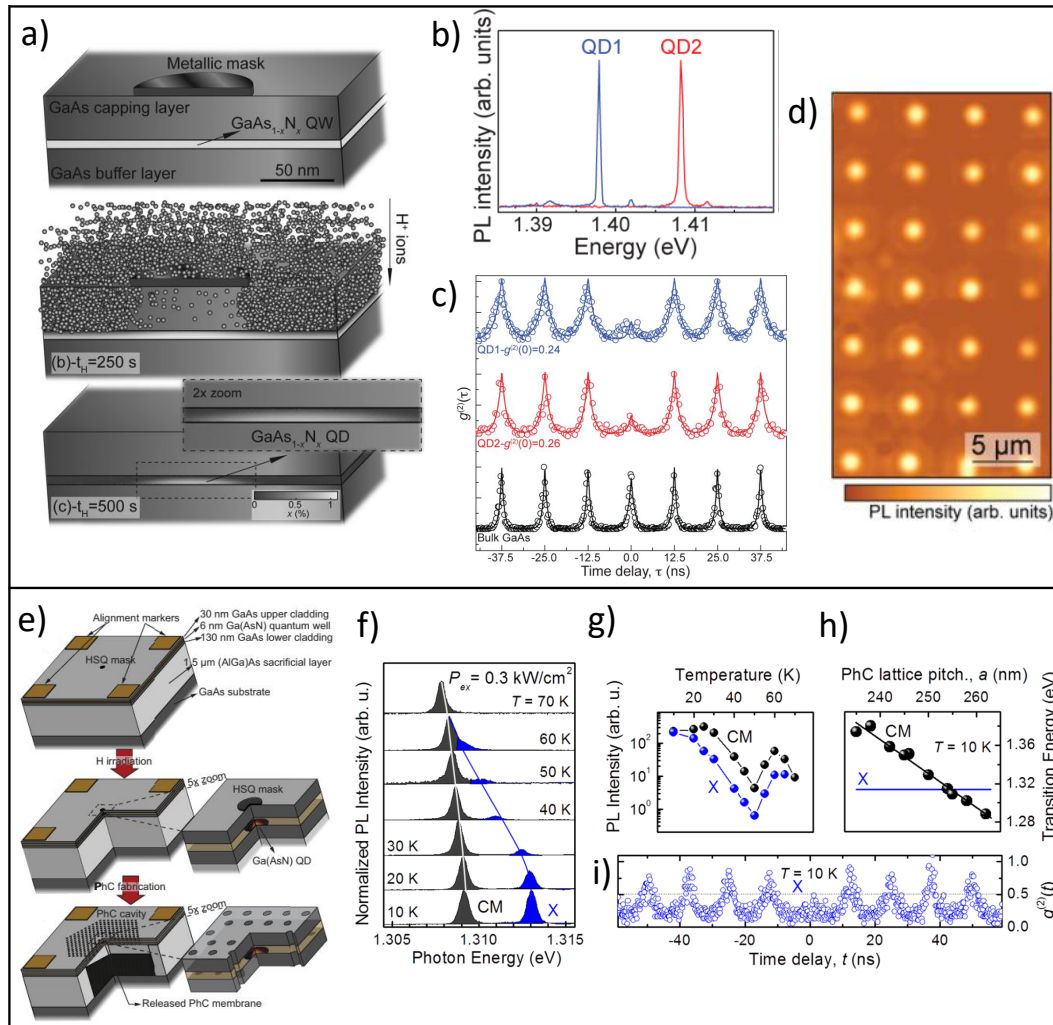 a)
Metallic mask
GaAs capping layer
GaAs1-xNx QW
GaAs buffer layer
50 nm
H+ ions
(b)-tH=250 s
2x zoom
GaAs1-xNx QD
(c)-tH=500 s
0 0.5 1
x (%)
b)
PL intensity (arb. units)
QD1
QD2
1.39 1.40 1.41
Energy (eV)
c)
g(2)(τ)
QD1-g(2)(0)=0.24
QD2-g(2)(0)=0.26
Bulk GaAs
-37.5 -25.0 -12.5 0.0 12.5 25.0 37.5
Time delay, τ (ns)
d)
5 µm
PL intensity (arb. units)
e)
Alignment markers
30 nm GaAs upper cladding
6 nm Ga(AsN) quantum well
130 nm GaAs lower cladding
HSQ mask
1.5 µm (AlGa)As sacrificial layer
GaAs substrate
H irradiation
5x zoom
HSQ mask
Ga(AsN) QD
PhC fabrication
PhC cavity
5x zoom
Released PhC membrane
f)
Normalized PL Intensity (arb. u.)
Pex = 0.3 kW/cm2
T = 70 K
60 K
50 K
40 K
30 K
20 K
10 K
CM
X
1.305 1.310 1.315
Photon Energy (eV)
g)
Temperature (K)
20 40 60
PL Intensity (arb. u.)
102
101
100
CM
X
h)
PhC lattice pitch., a (nm)
240 250 260
CM
T = 10 K
X
1.36
1.32
1.28
Transition Energy (eV)
i)
T = 10 K
X
1.0
0.5
0.0
g(2)(t)
-40 -20 0 20 40
Time delay, t (ns)